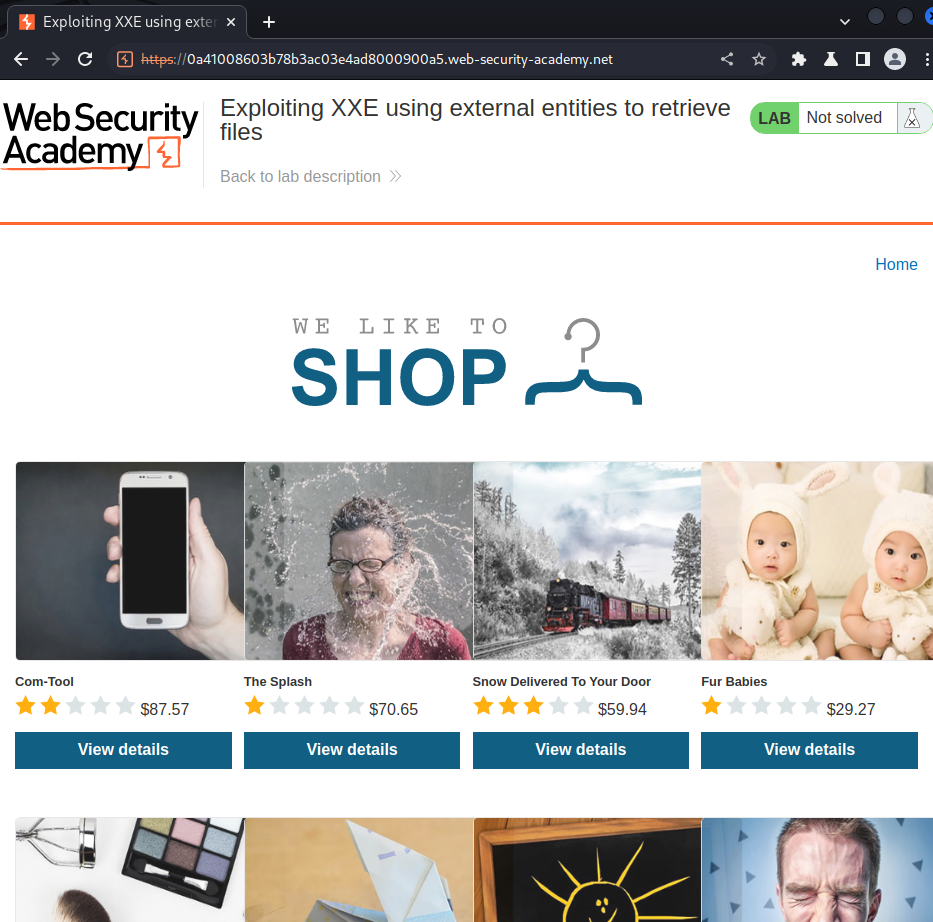 Exploiting XXE using exter
https://0a41008603b78b3ac03e4ad8000900a5.web-security-academy.net
Web Security
Academy
Exploiting XXE using external entities to retrieve
files
LAB Not solved
Back to lab description
Home
WE LIKE TO
SHOP
Com-Tool
$87.57
View details
The Splash
$70.65
View details
Snow Delivered To Your Door
$59.94
View details
Fur Babies
$29.27
View details